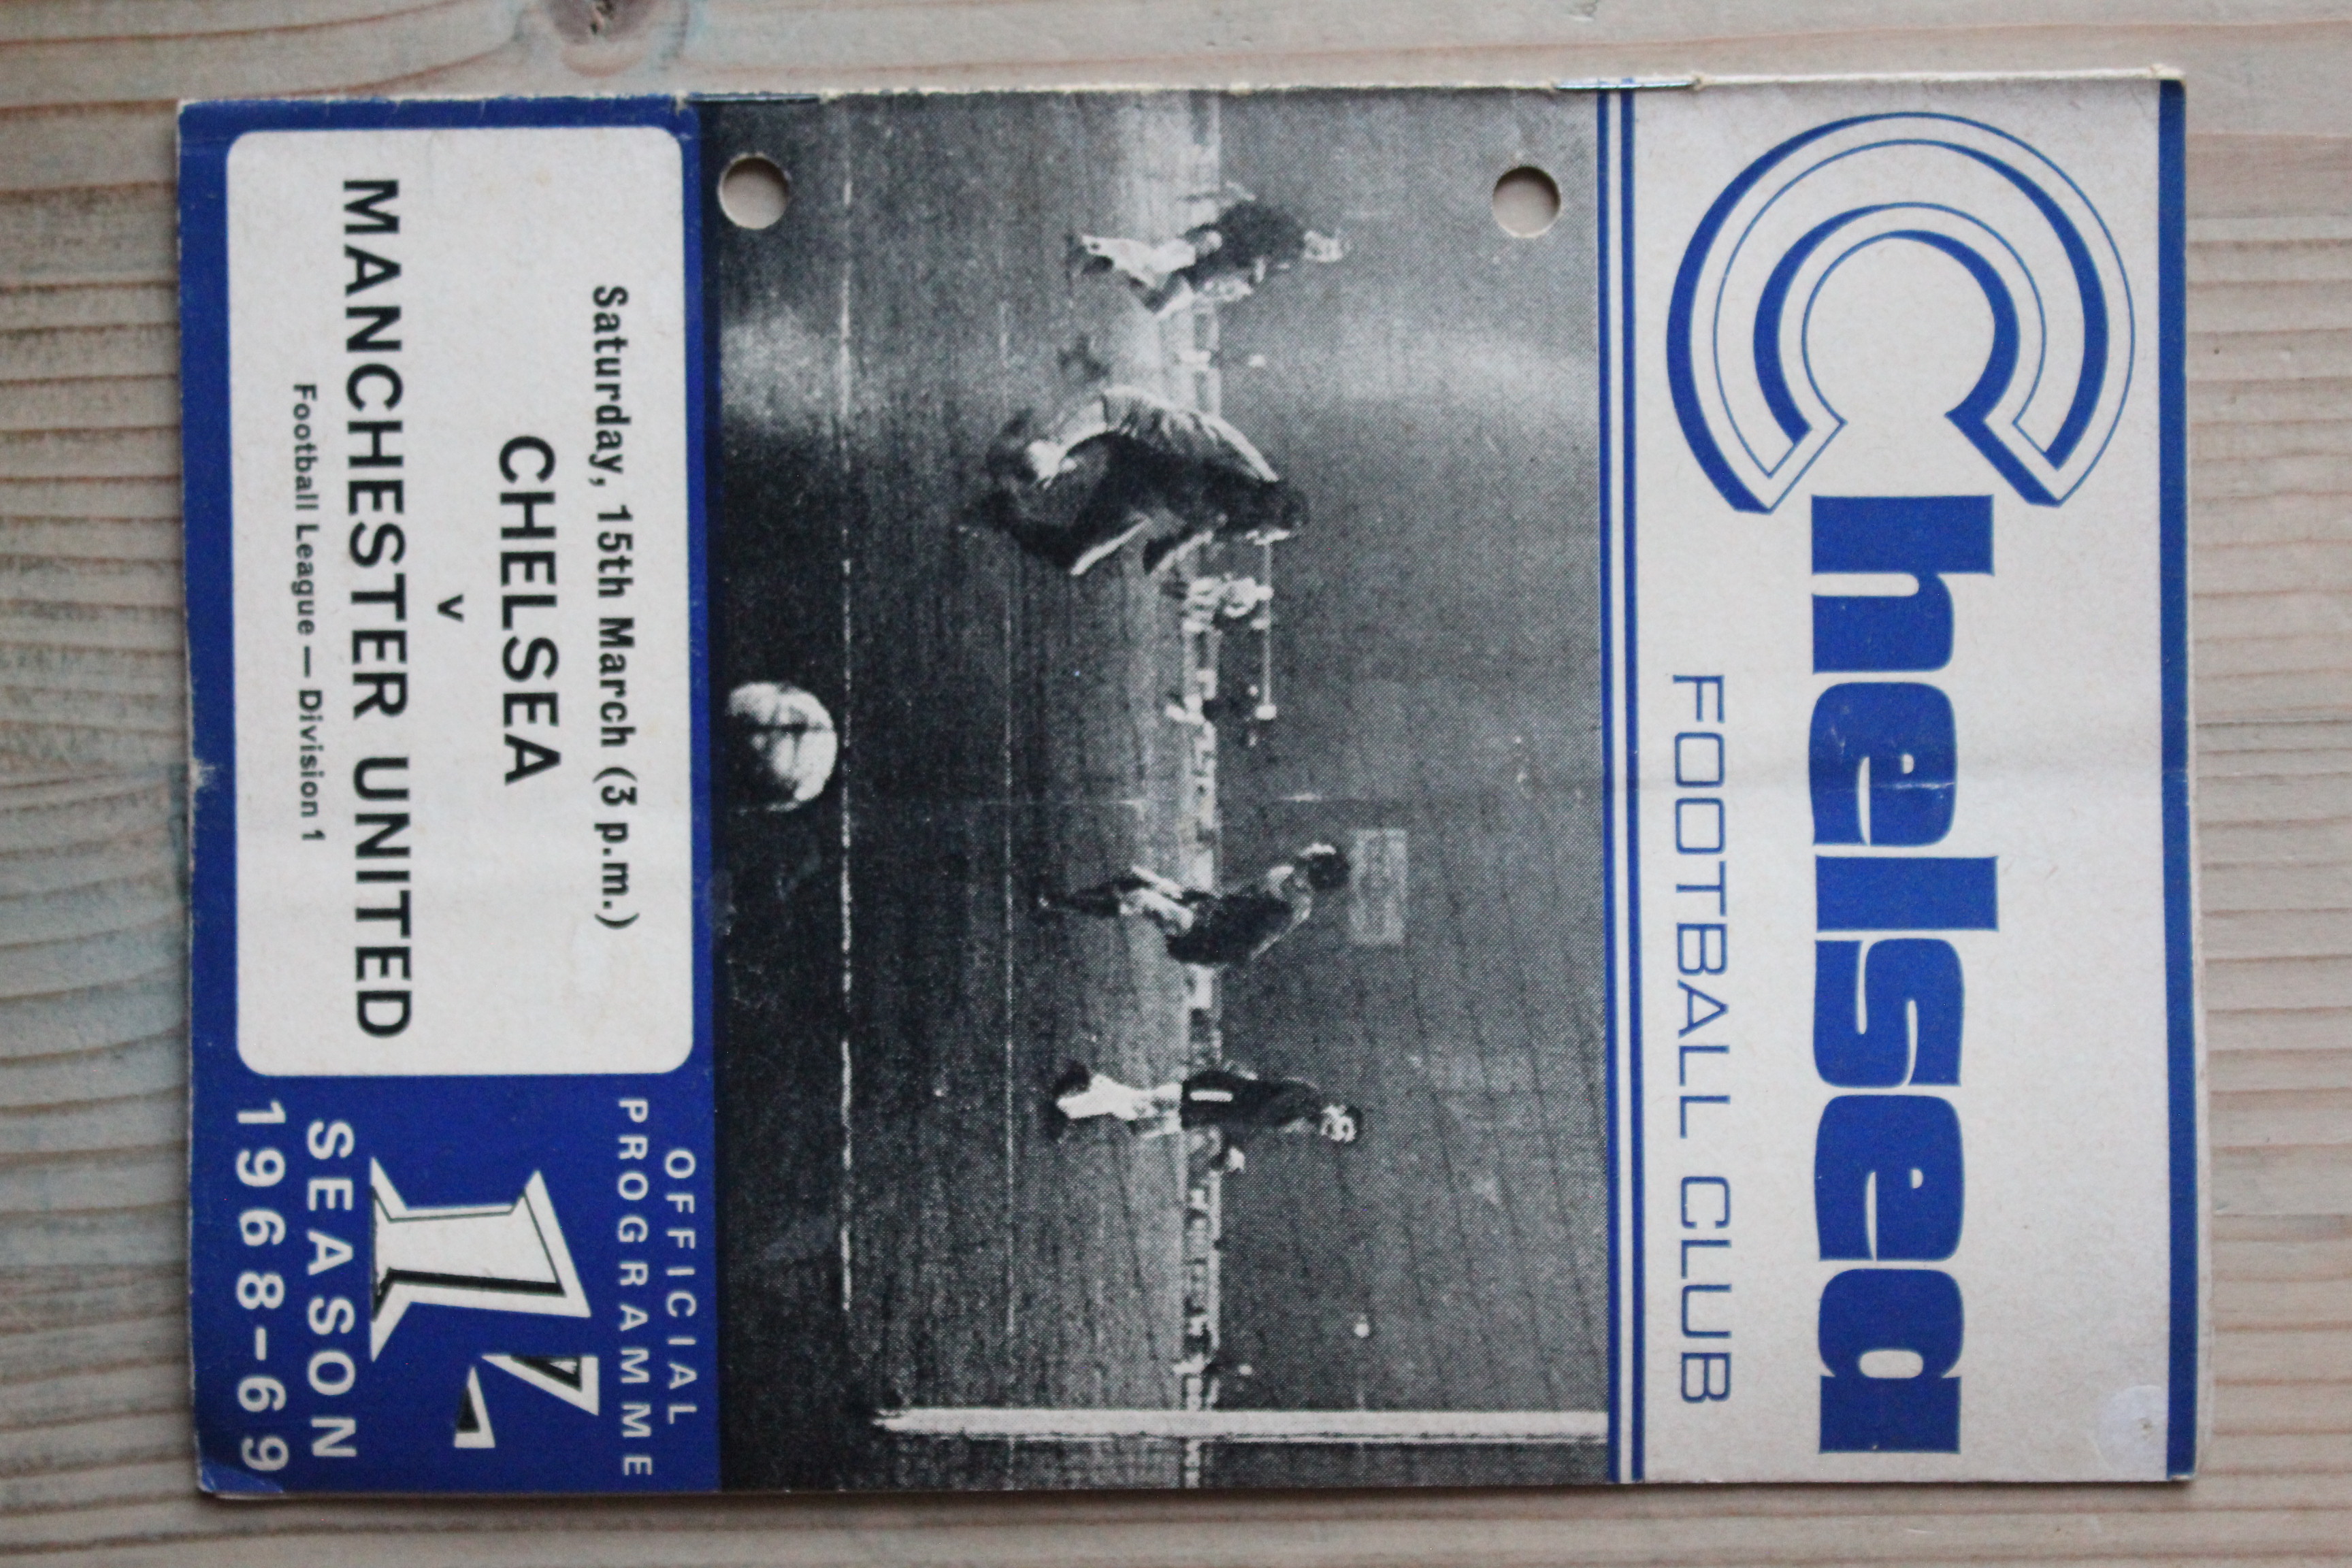 Chelsea
FOOTBALL CLUB
Saturday, 15th March (3 p.m.)
CHELSEA
v
MANCHESTER UNITED
Football League — Division 1
OFFICIAL
PROGRAMME
1/-
SEASON
1968-69